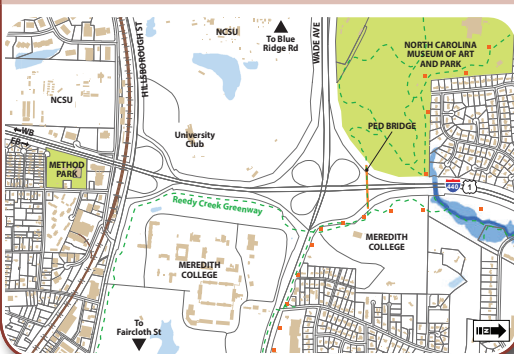 NCSU
To Blue
Ridge Rd
HILLSBOROUGH ST
WADE AVE
NORTH CAROLINA
MUSEUM OF ART
AND PARK
NCSU
PED BRIDGE
WB
EB
University
Club
METHOD
PARK
440
1
Reedy Creek Greenway
MEREDITH
COLLEGE
MEREDITH
COLLEGE
To
Faircloth St
N